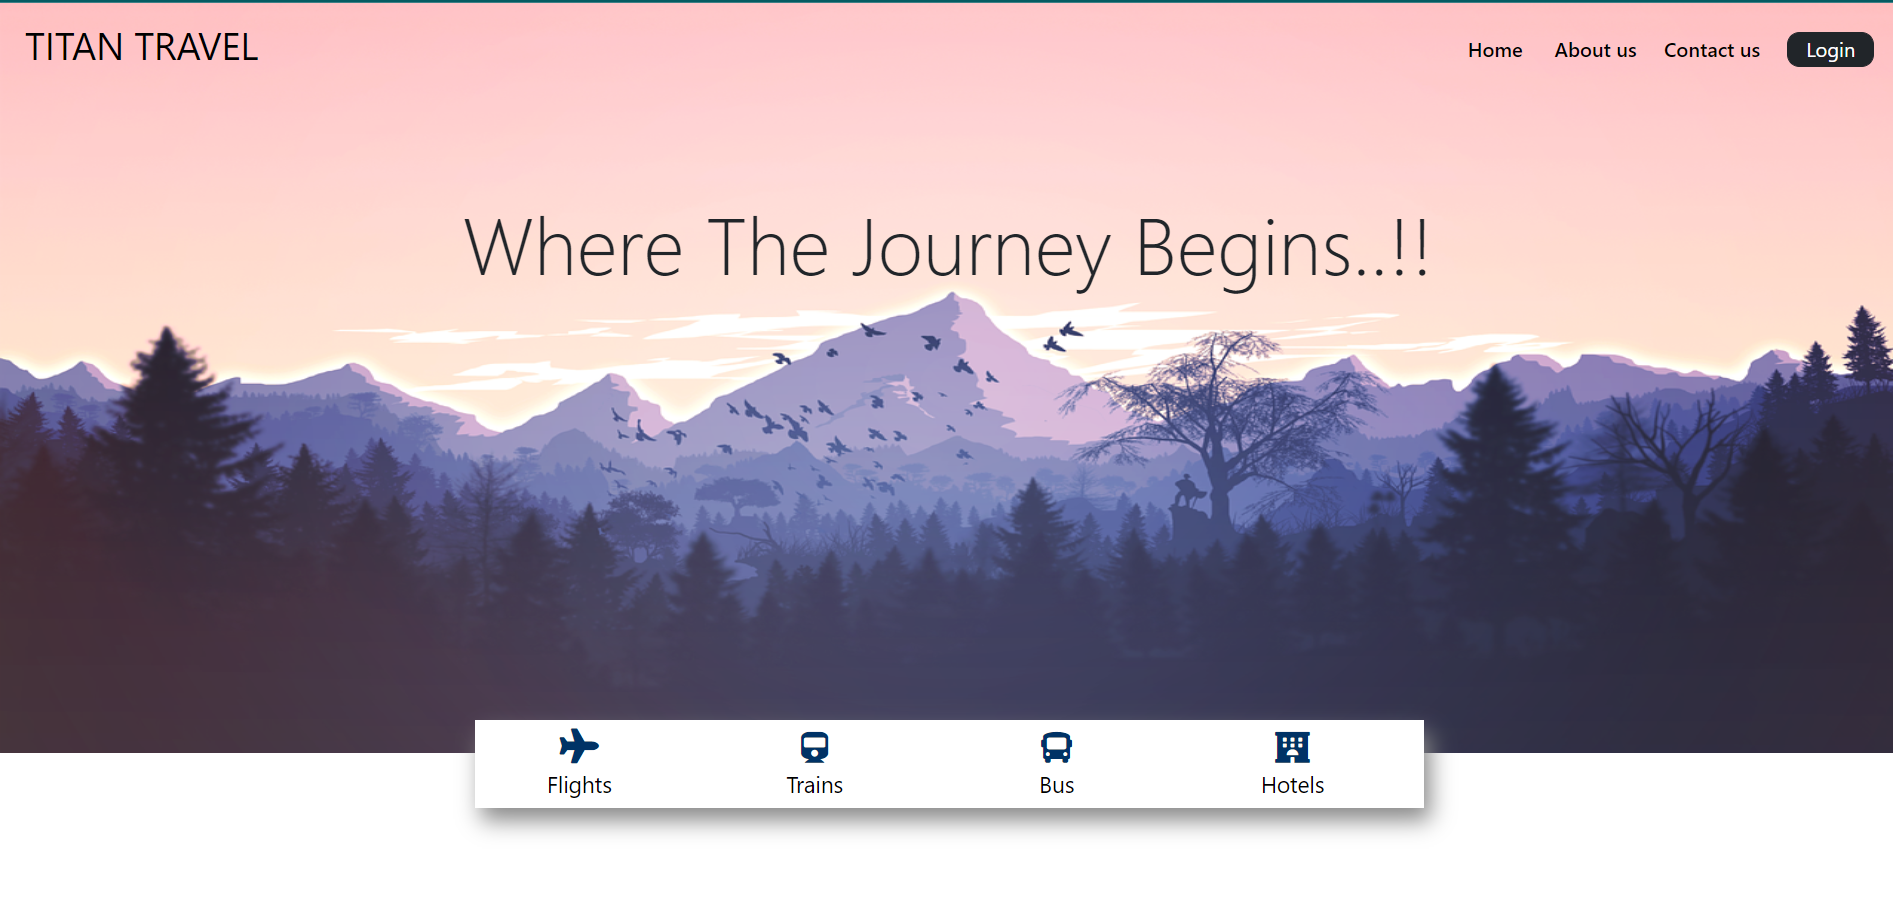 TITAN TRAVEL
Home About us Contact us Login
Where The Journey Begins..!!
Flights Trains Bus Hotels